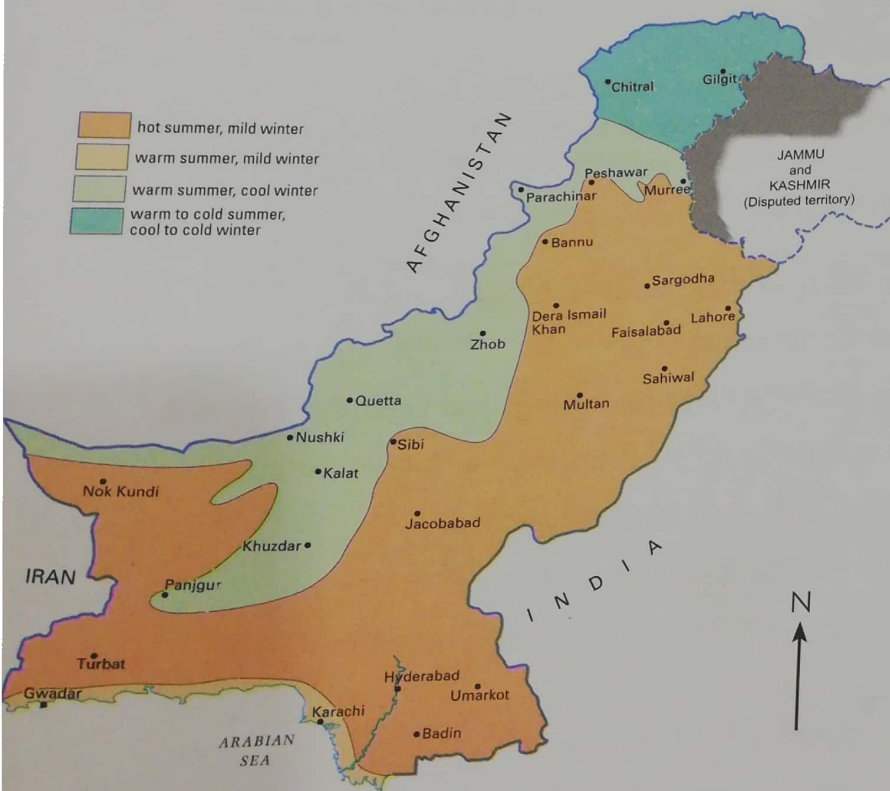 hot summer, mild winter
warm summer, mild winter
warm summer, cool winter
warm to cold summer,
cool to cold winter
AFGHANISTAN
Chitral
Gilgit
JAMMU
and
KASHMIR
(Disputed territory)
Peshawar
Parachinar
Murree
Bannu
Sargodha
Dera Ismail
Khan
Faisalabad
Lahore
Zhob
Sahiwal
Multan
Quetta
Nushki
Sibi
Kalat
Nok Kundi
Jacobabad
Khuzdar
IRAN
Panjgur
INDIA
N
Turbat
Hyderabad
Umarkot
Gwadar
Karachi
Badin
ARABIAN
SEA